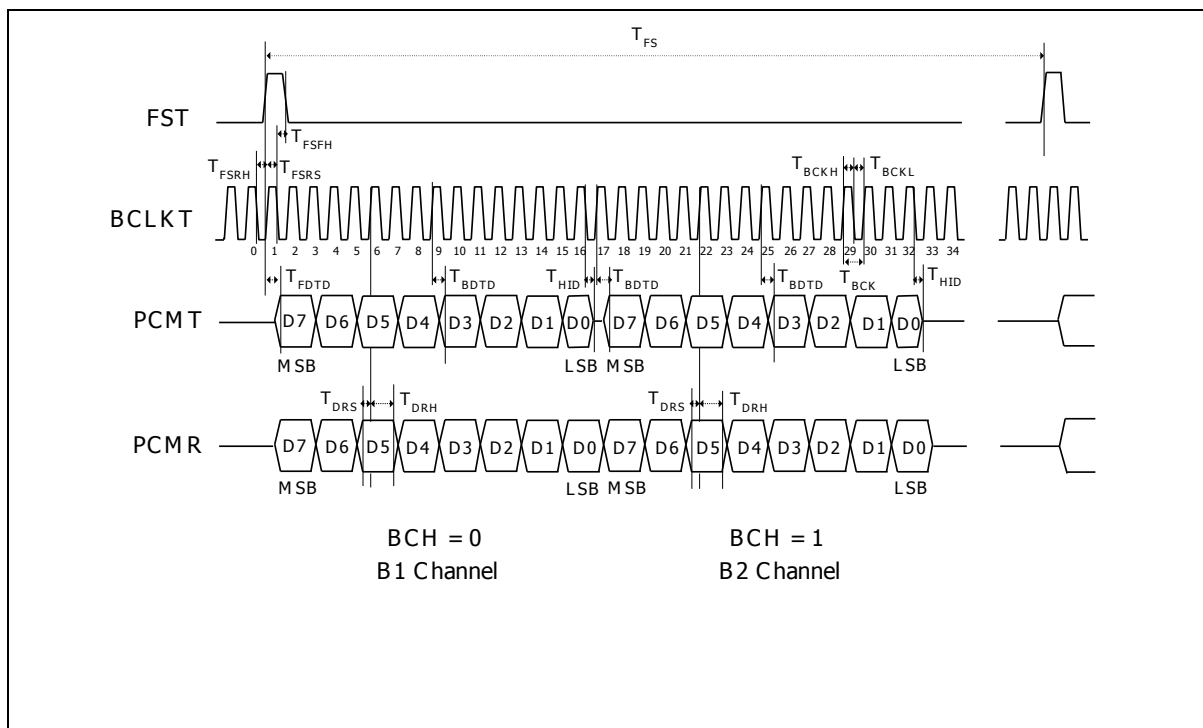 TFS
FST
TFSFH
TFSRH TFSRS TBCKH TBCKL
BCLKT
0 1 2 3 4 5 6 7 8 9 10 11 12 13 14 15 16 17 18 19 20 21 22 23 24 25 26 27 28 29 30 31 32 33 34
TFDTD TBDTD THID TBDTD TBDTD TBCK THID
PCMT D7 D6 D5 D4 D3 D2 D1 D0 D7 D6 D5 D4 D3 D2 D1 D0
MSB LSB MSB LSB
TDRS TDRH TDRS TDRH
PCMR D7 D6 D5 D4 D3 D2 D1 D0 D7 D6 D5 D4 D3 D2 D1 D0
MSB LSB MSB LSB
BCH = 0 BCH = 1
B1 Channel B2 Channel